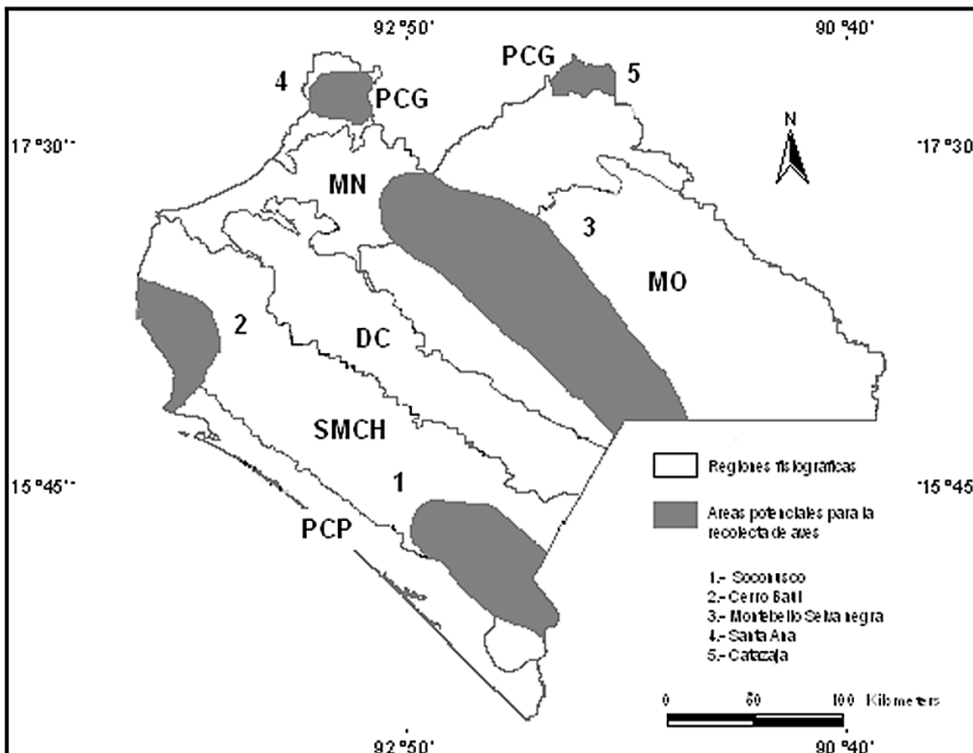 92°50' 90°40'
4 PCG PCG 5
N
17°30'' 17°30
MN
3
MO
2
DC
SMCH
1
PCP
15°45'' 15°45
Regiones fisiográficas
Areas potenciales para la
recolecta de aves
1.- Soconusco
2.- Cerro Baúl
3.- Montebello Selva negra
4.- Santa Ana
5.- Catazaja
0 50 100 Kilometers
92°50' 90°40'